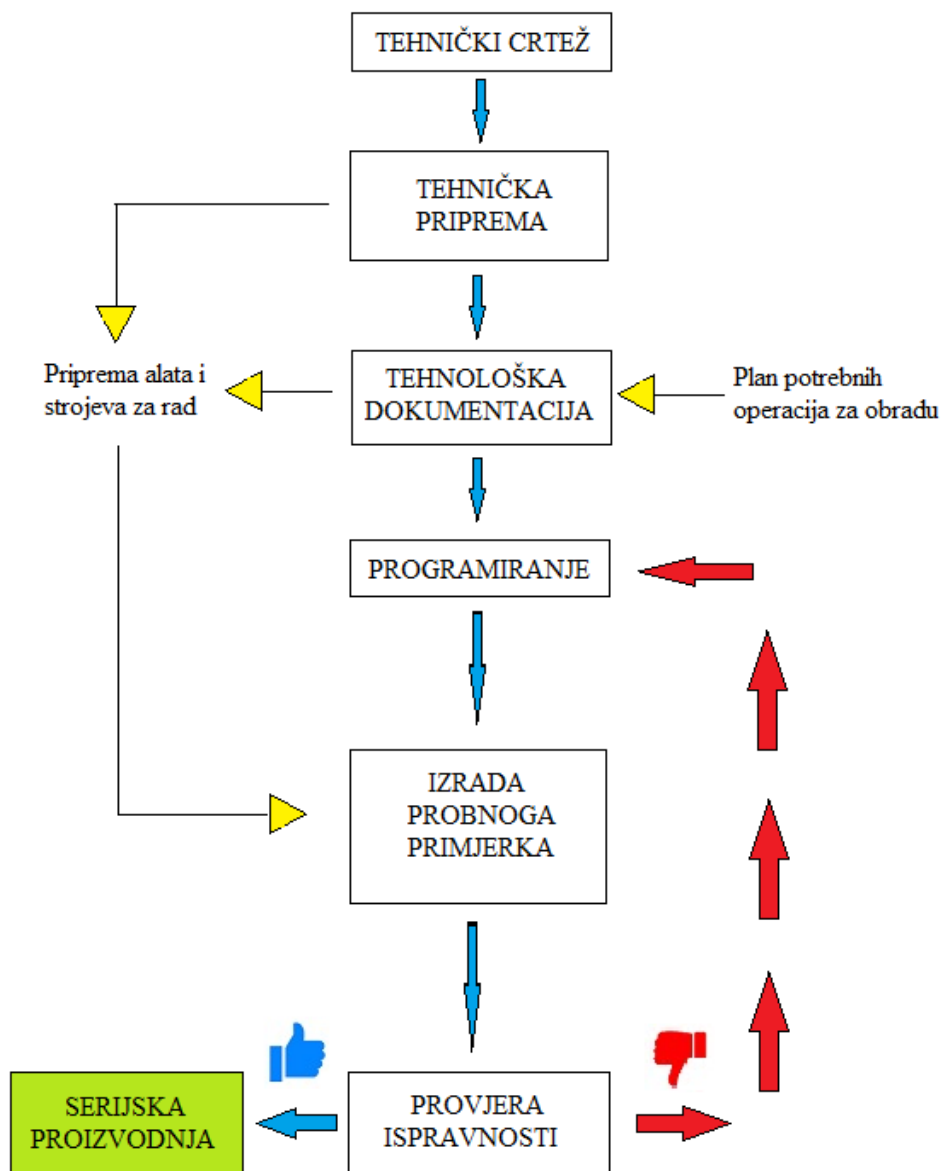 TEHNIČKI CRTEŽ
TEHNIČKA
PRIPREMA
Priprema alata i
strojeva za rad
TEHNOLOŠKA
DOKUMENTACIJA
Plan potrebnih
operacija za obradu
PROGRAMIRANJE
IZRADA
PROBNOGA
PRIMJERKA
SERIJSKA
PROIZVODNJA
PROVJERA
ISPRAVNOSTI